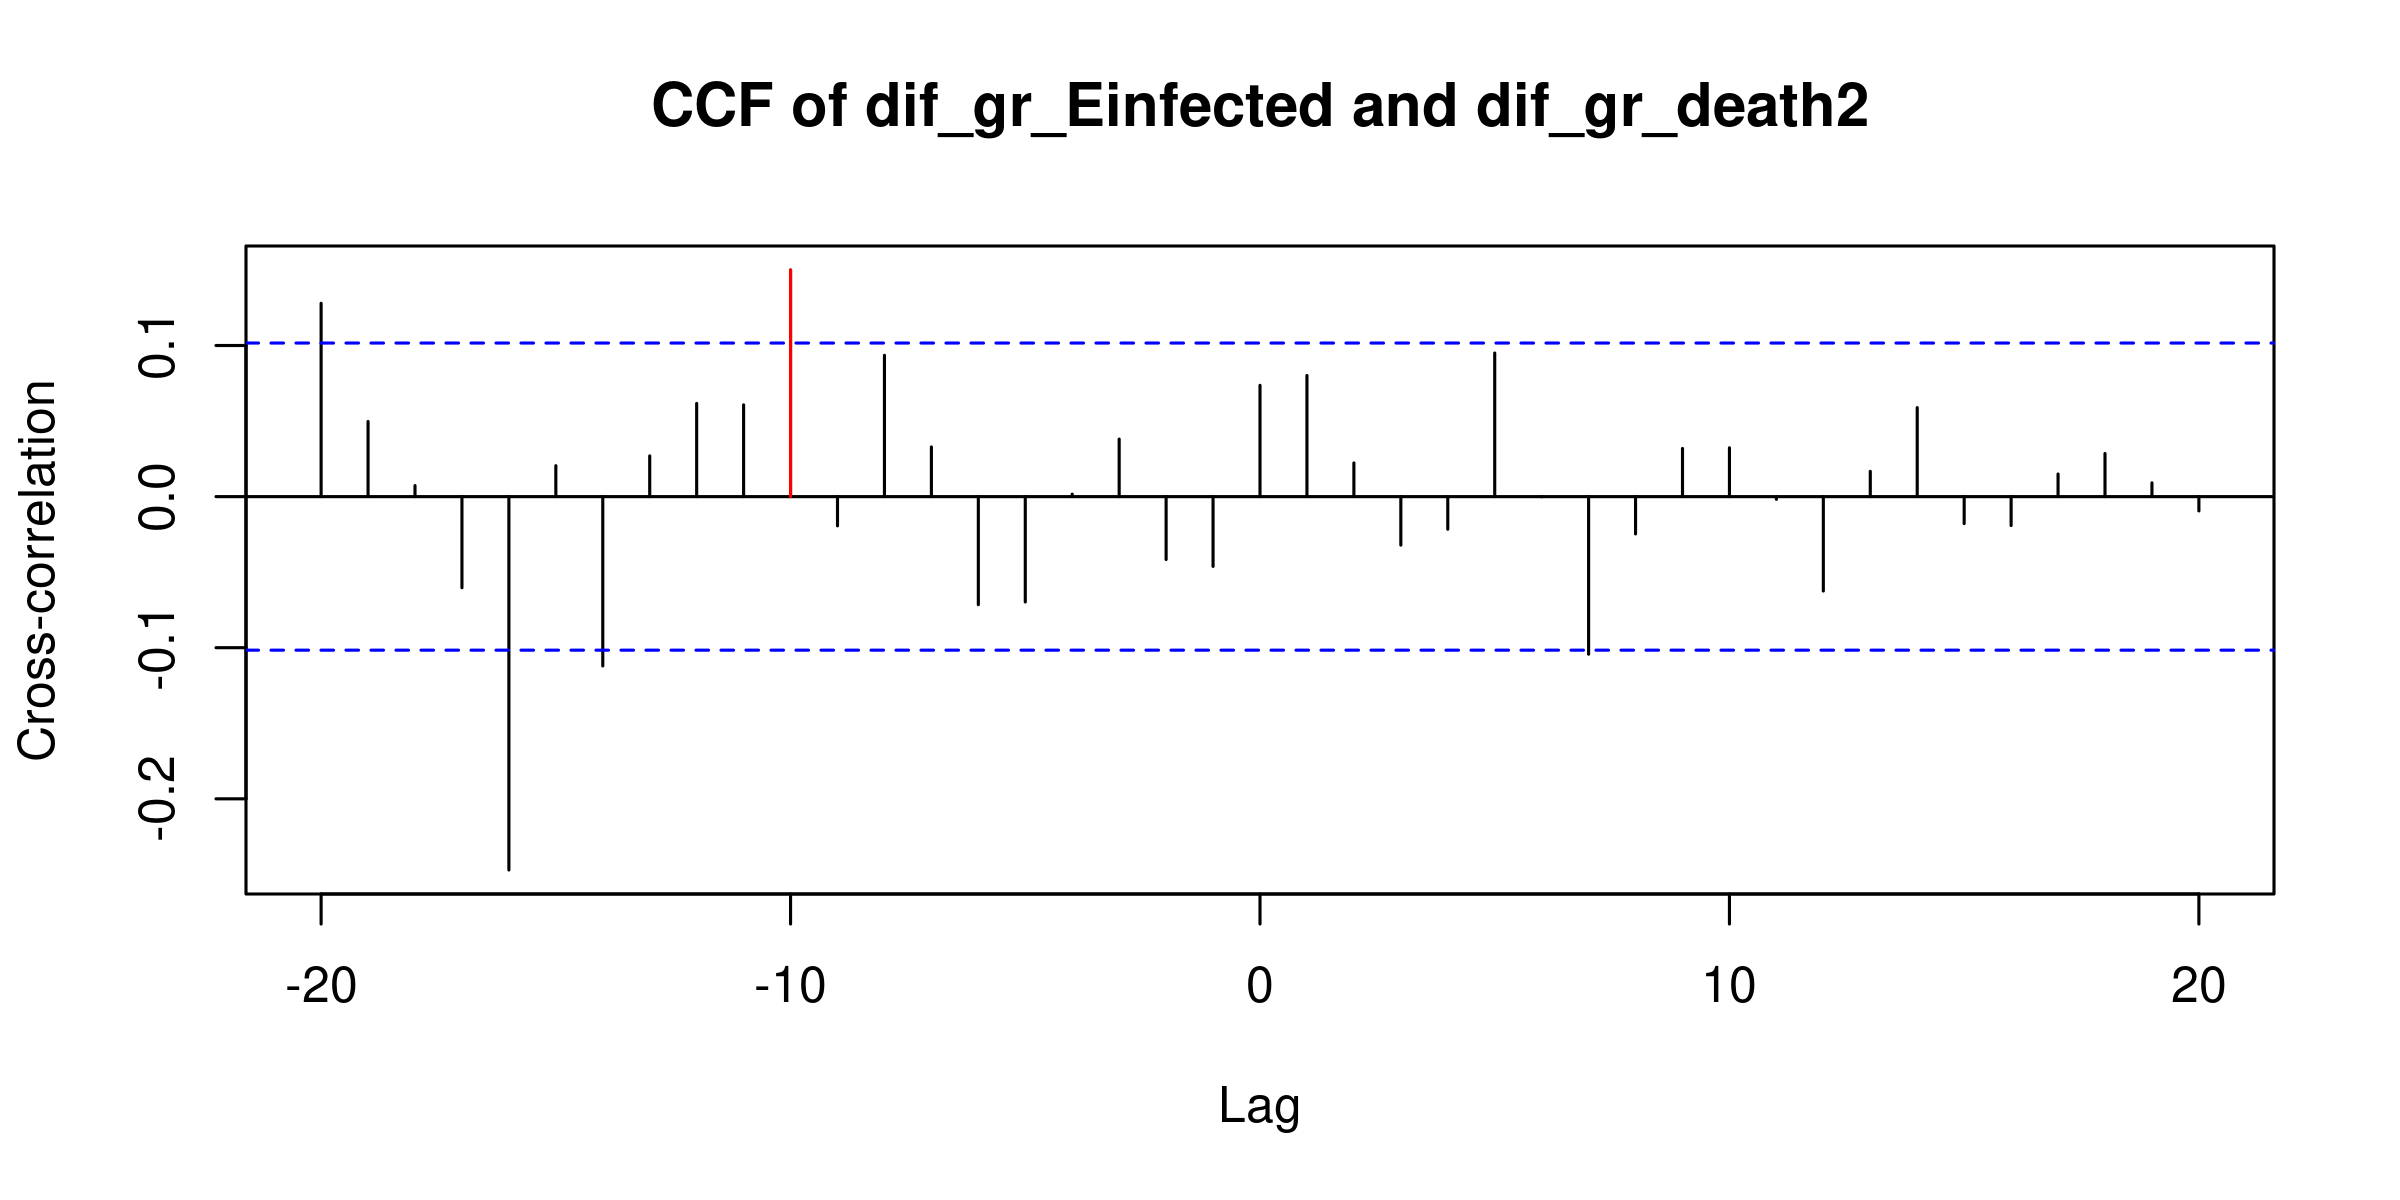 CCF of dif_gr_Einfected and dif_gr_death2
Cross-correlation
0.1
0.0
-0.1
-0.2
-20 -10 0 10 20
Lag